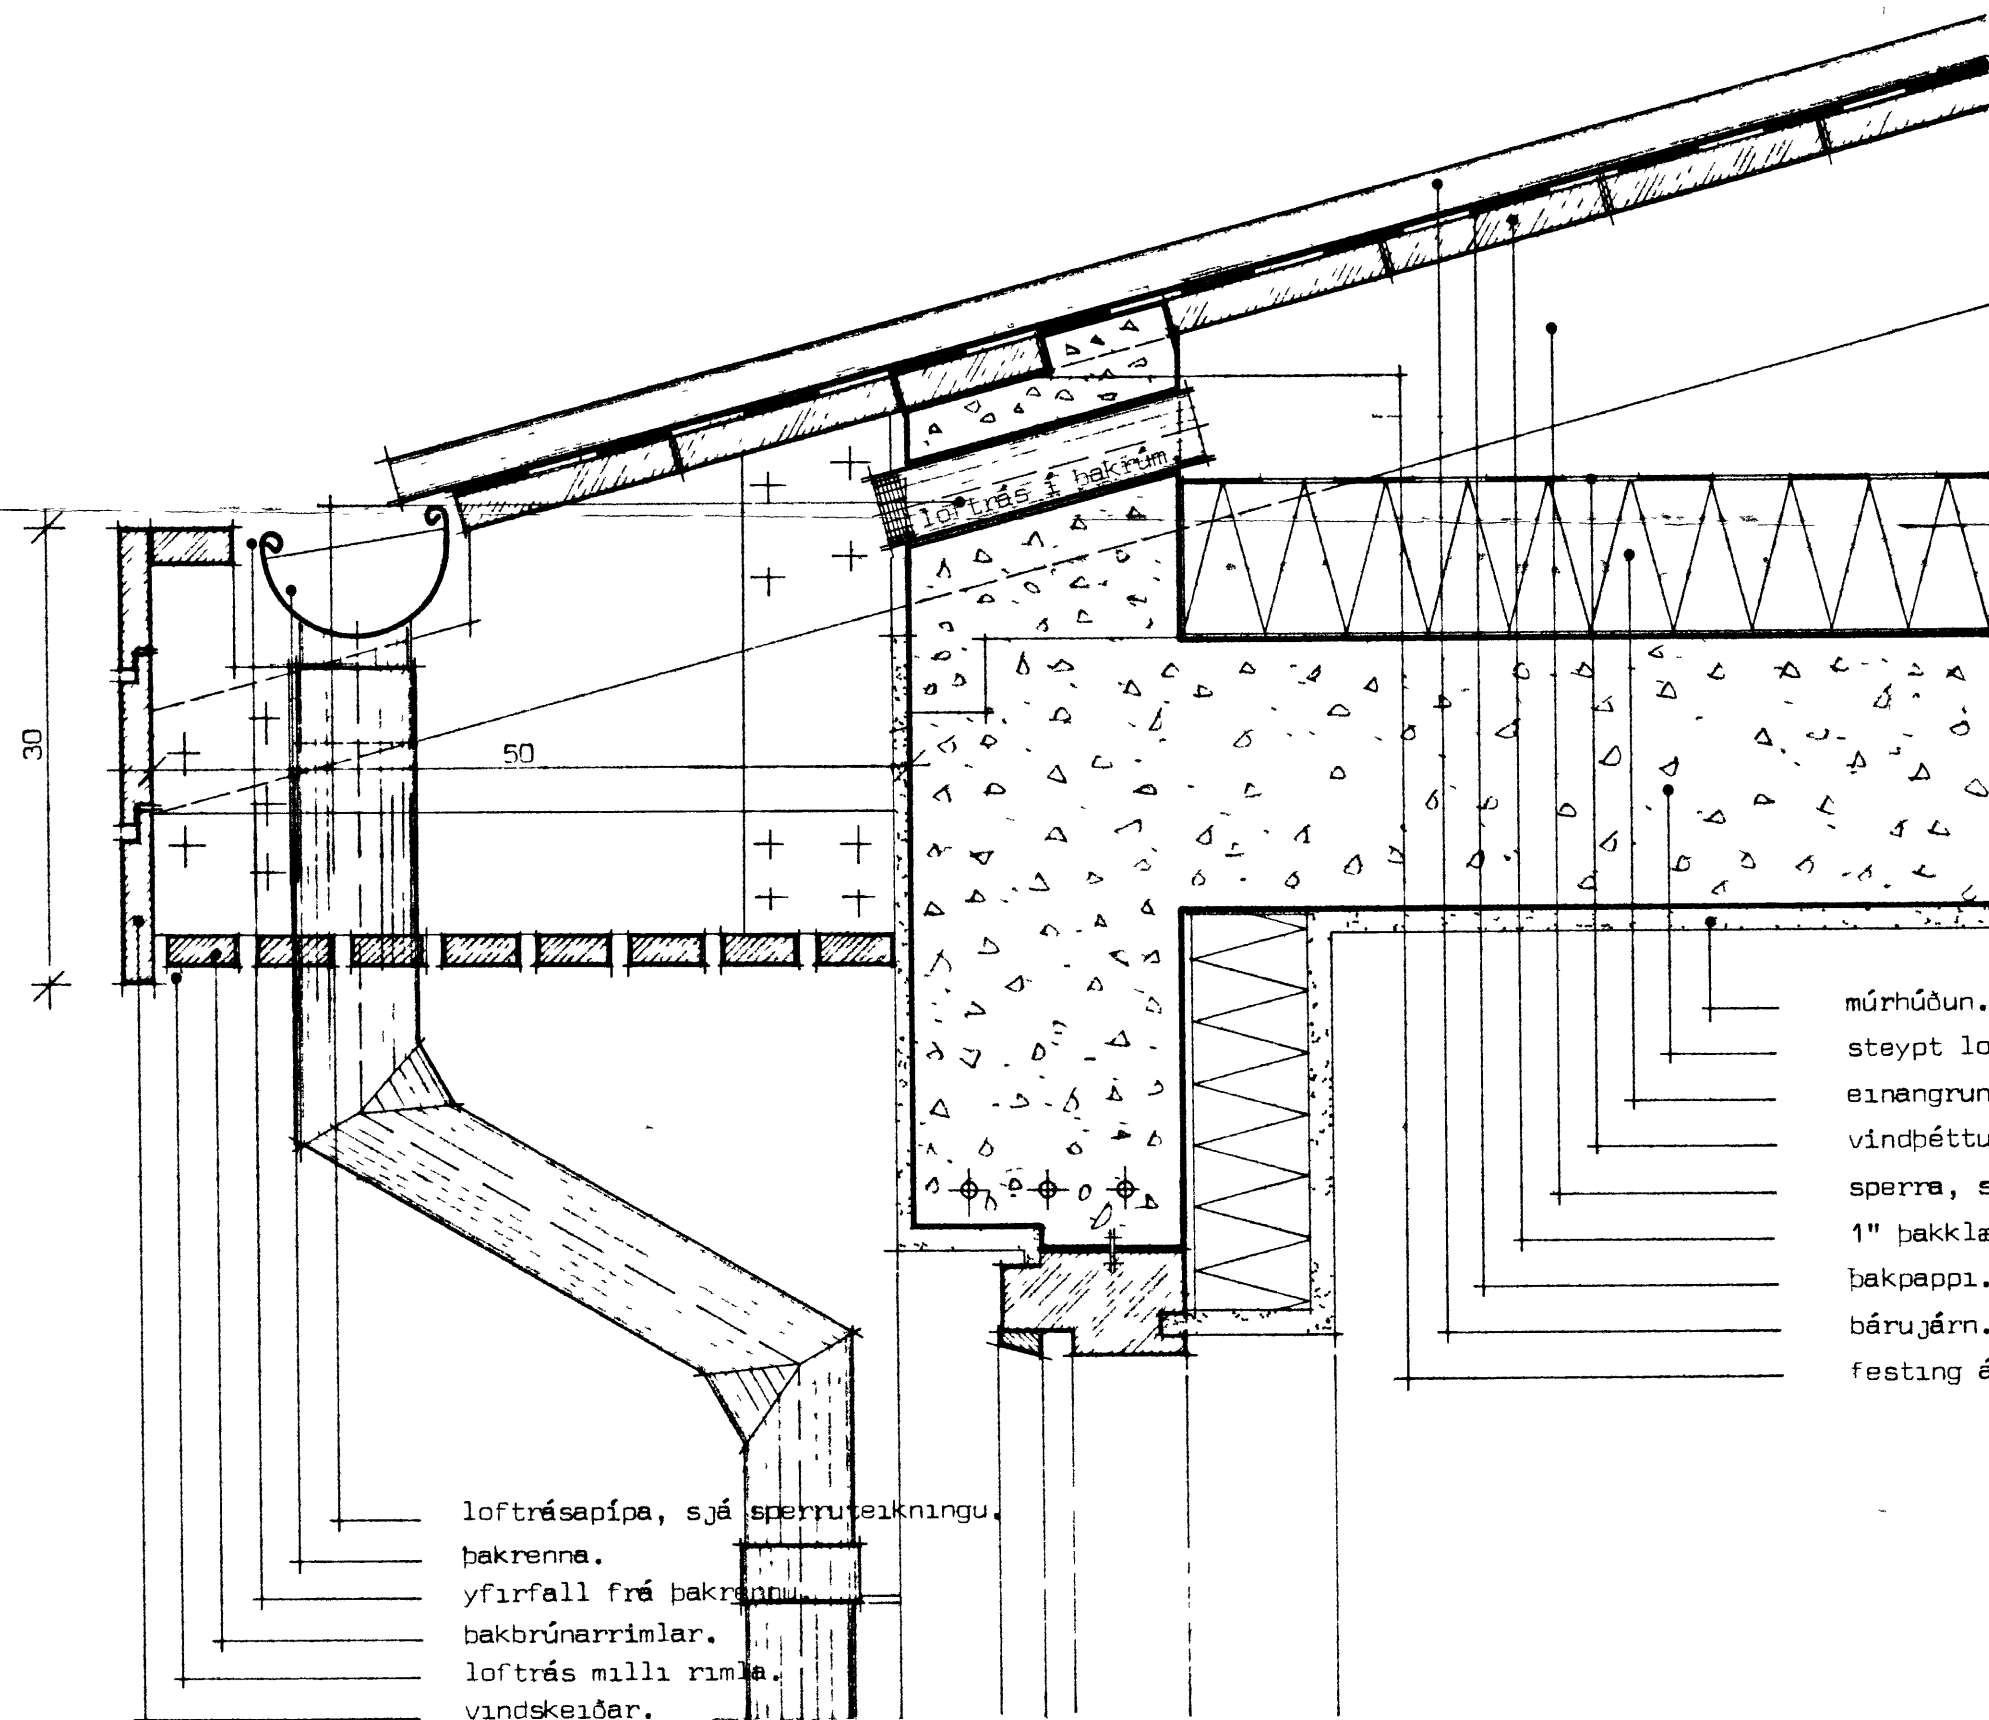 loftrás í þakrúm.
30
50
múrhúðun.
steypt lo
einangrun
vindþéttu
sperra, s
1" þakklæ
þakpappi.
bárujárn.
festing á
loftrásapípa, sjá sperruteikningu.
þakrenna.
yfirfall frá þakrennu.
þakbrúnarrimlar.
loftrás milli rimla.
vindskeiðar.